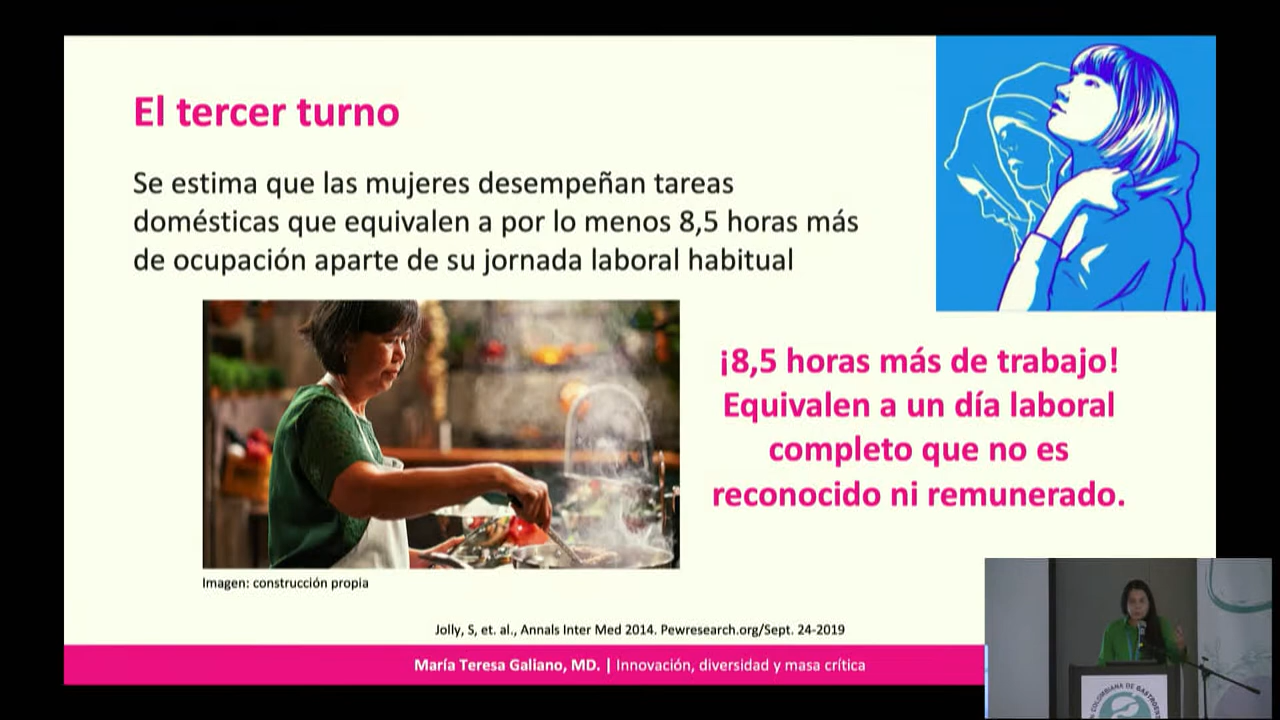 El tercer turno
Se estima que las mujeres desempeñan tareas
domésticas que equivalen a por lo menos 8,5 horas más
de ocupación aparte de su jornada laboral habitual
¡8,5 horas más de trabajo!
Equivalen a un día laboral
completo que no es
reconocido ni remunerado.
Imagen: construcción propia
Jolly, S, et. al., Annals Inter Med 2014. Pewresearch.org/Sept. 24-2019
María Teresa Galiano, MD. | Innovación, diversidad y masa crítica
COLOMBIANA DE